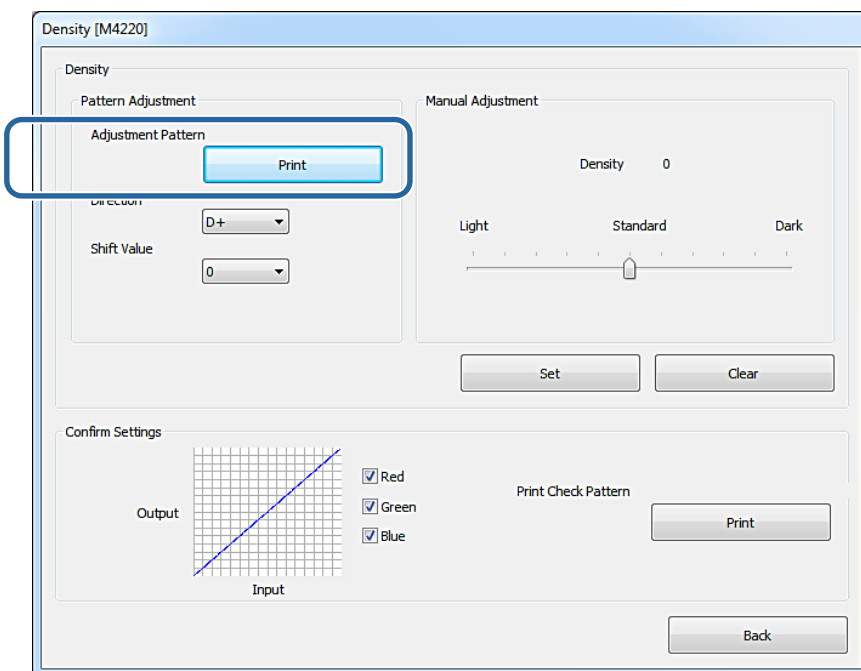 Density [M4220]
Density
Pattern Adjustment
Adjustment Pattern
Print
Direction
D+
Shift Value
0
Manual Adjustment
Density 0
Light Standard Dark
Set Clear
Confirm Settings
Output
Input
Red
Green
Blue
Print Check Pattern
Print
Back